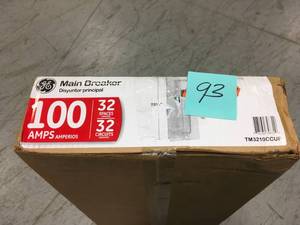 GE
Main Breaker
Disyuntor principal
93
100
AMPS AMPERIOS
32
SPACES
32
CIRCUITS
TM3210CCU